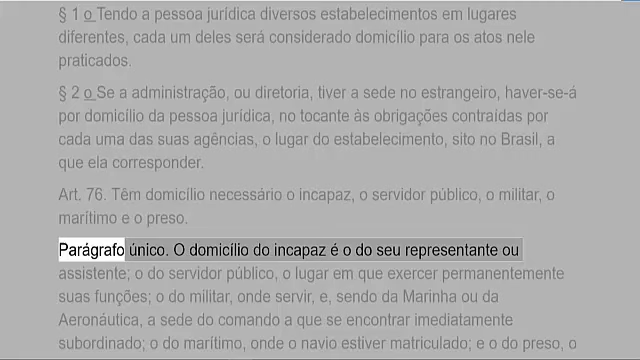 § 1 o Tendo a pessoa jurídica diversos estabelecimentos em lugares
diferentes, cada um deles será considerado domicílio para os atos nele
praticados.
§ 2 o Se a administração, ou diretoria, tiver a sede no estrangeiro, haver-se-á
por domicílio da pessoa jurídica, no tocante às obrigações contraídas por
cada uma das suas agências, o lugar do estabelecimento, sito no Brasil, a
que ela corresponder.
Art. 76. Têm domicílio necessário o incapaz, o servidor público, o militar, o
marítimo e o preso.
Parágrafo único. O domicílio do incapaz é o do seu representante ou
assistente; o do servidor público, o lugar em que exercer permanentemente
suas funções; o do militar, onde servir, e, sendo da Marinha ou da
Aeronáutica, a sede do comando a que se encontrar imediatamente
subordinado; o do marítimo, onde o navio estiver matriculado; e o do preso, o